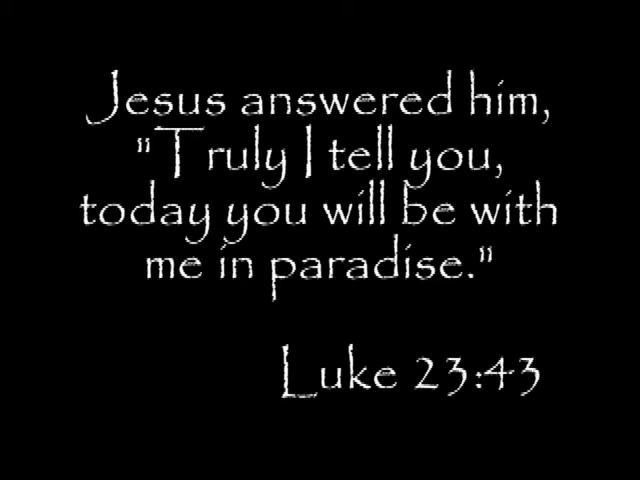 Jesus answered him,
"Truly I tell you,
today you will be with
me in paradise."
Luke 23:43